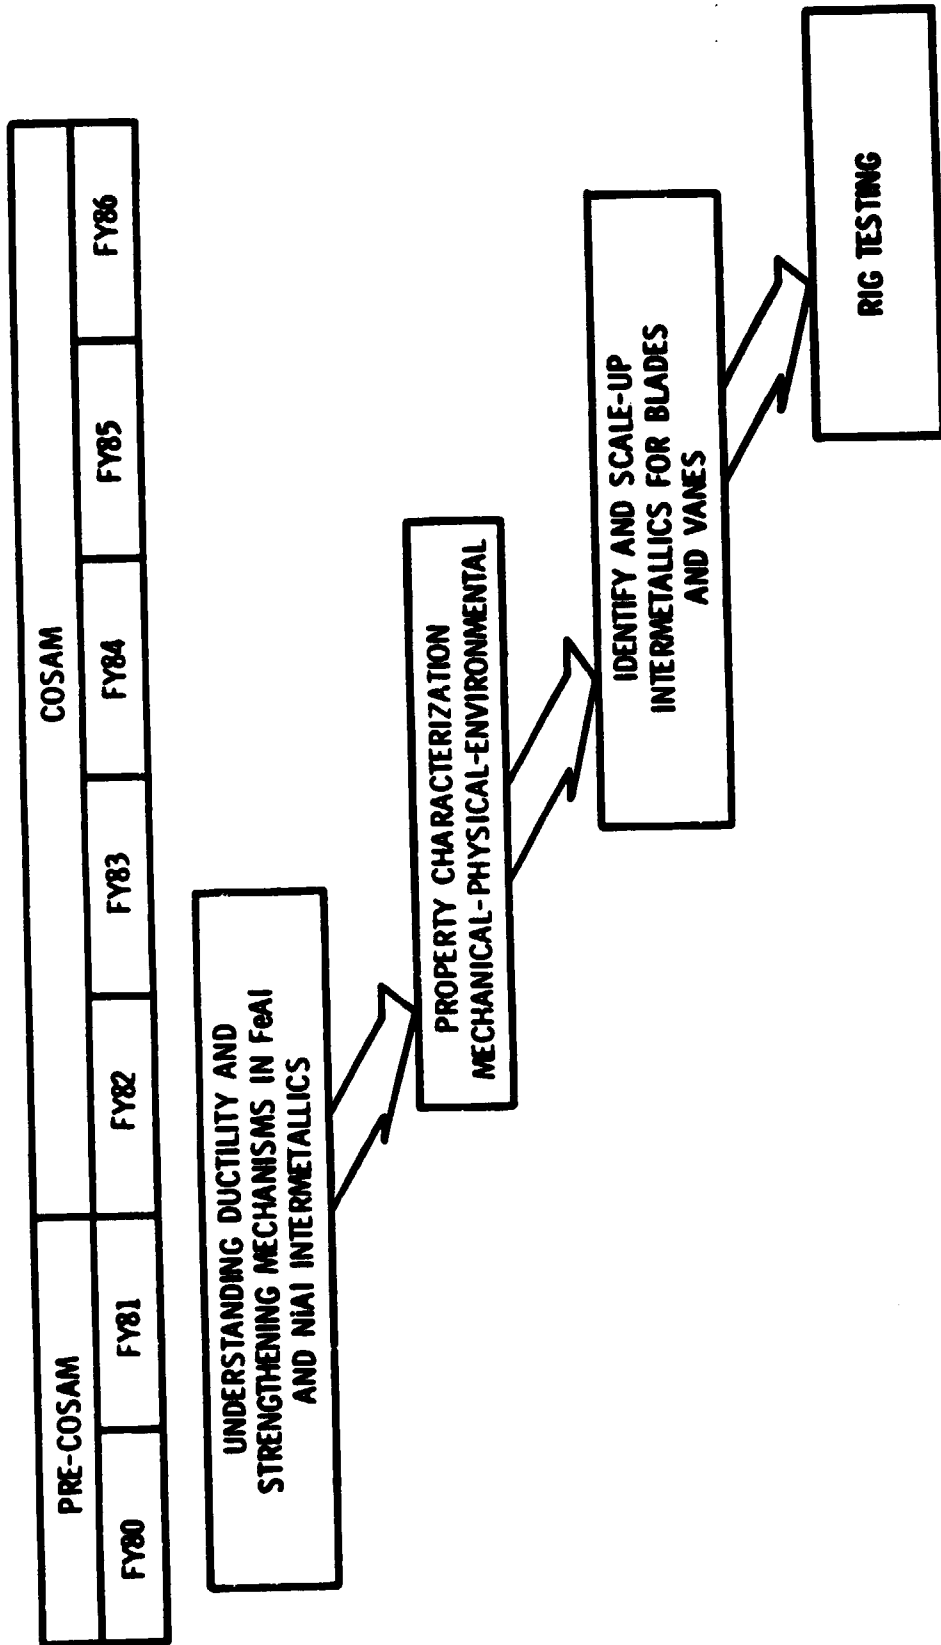 PRE-COSAM
COSAM
FY80
FY81
FY82
FY83
FY84
FY85
FY86
UNDERSTANDING DUCTILITY AND
STRENGTHENING MECHANISMS IN FeAl
AND NiAl INTERMETALLICS
PROPERTY CHARACTERIZATION
MECHANICAL-PHYSICAL-ENVIRONMENTAL
IDENTIFY AND SCALE-UP
INTERMETALLICS FOR BLADES
AND VANES
RIG TESTING